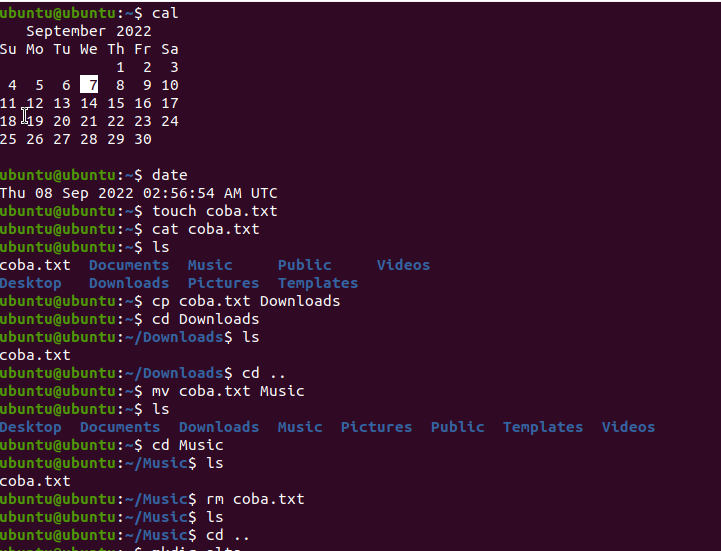 ubuntu@ubuntu:~$ cal
   September 2022
Su Mo Tu We Th Fr Sa
             1  2  3
 4  5  6  7  8  9 10
11 12 13 14 15 16 17
18 19 20 21 22 23 24
25 26 27 28 29 30
ubuntu@ubuntu:~$ date
Thu 08 Sep 2022 02:56:54 AM UTC
ubuntu@ubuntu:~$ touch coba.txt
ubuntu@ubuntu:~$ cat coba.txt
ubuntu@ubuntu:~$ ls
coba.txt  Documents  Music     Public     Videos
Desktop   Downloads  Pictures  Templates
ubuntu@ubuntu:~$ cp coba.txt Downloads
ubuntu@ubuntu:~$ cd Downloads
ubuntu@ubuntu:~/Downloads$ ls
coba.txt
ubuntu@ubuntu:~/Downloads$ cd ..
ubuntu@ubuntu:~$ mv coba.txt Music
ubuntu@ubuntu:~$ ls
Desktop  Documents  Downloads  Music  Pictures  Public  Templates  Videos
ubuntu@ubuntu:~$ cd Music
ubuntu@ubuntu:~/Music$ ls
coba.txt
ubuntu@ubuntu:~/Music$ rm coba.txt
ubuntu@ubuntu:~/Music$ ls
ubuntu@ubuntu:~/Music$ cd ..
ubuntu@ubuntu:~$ mkdir